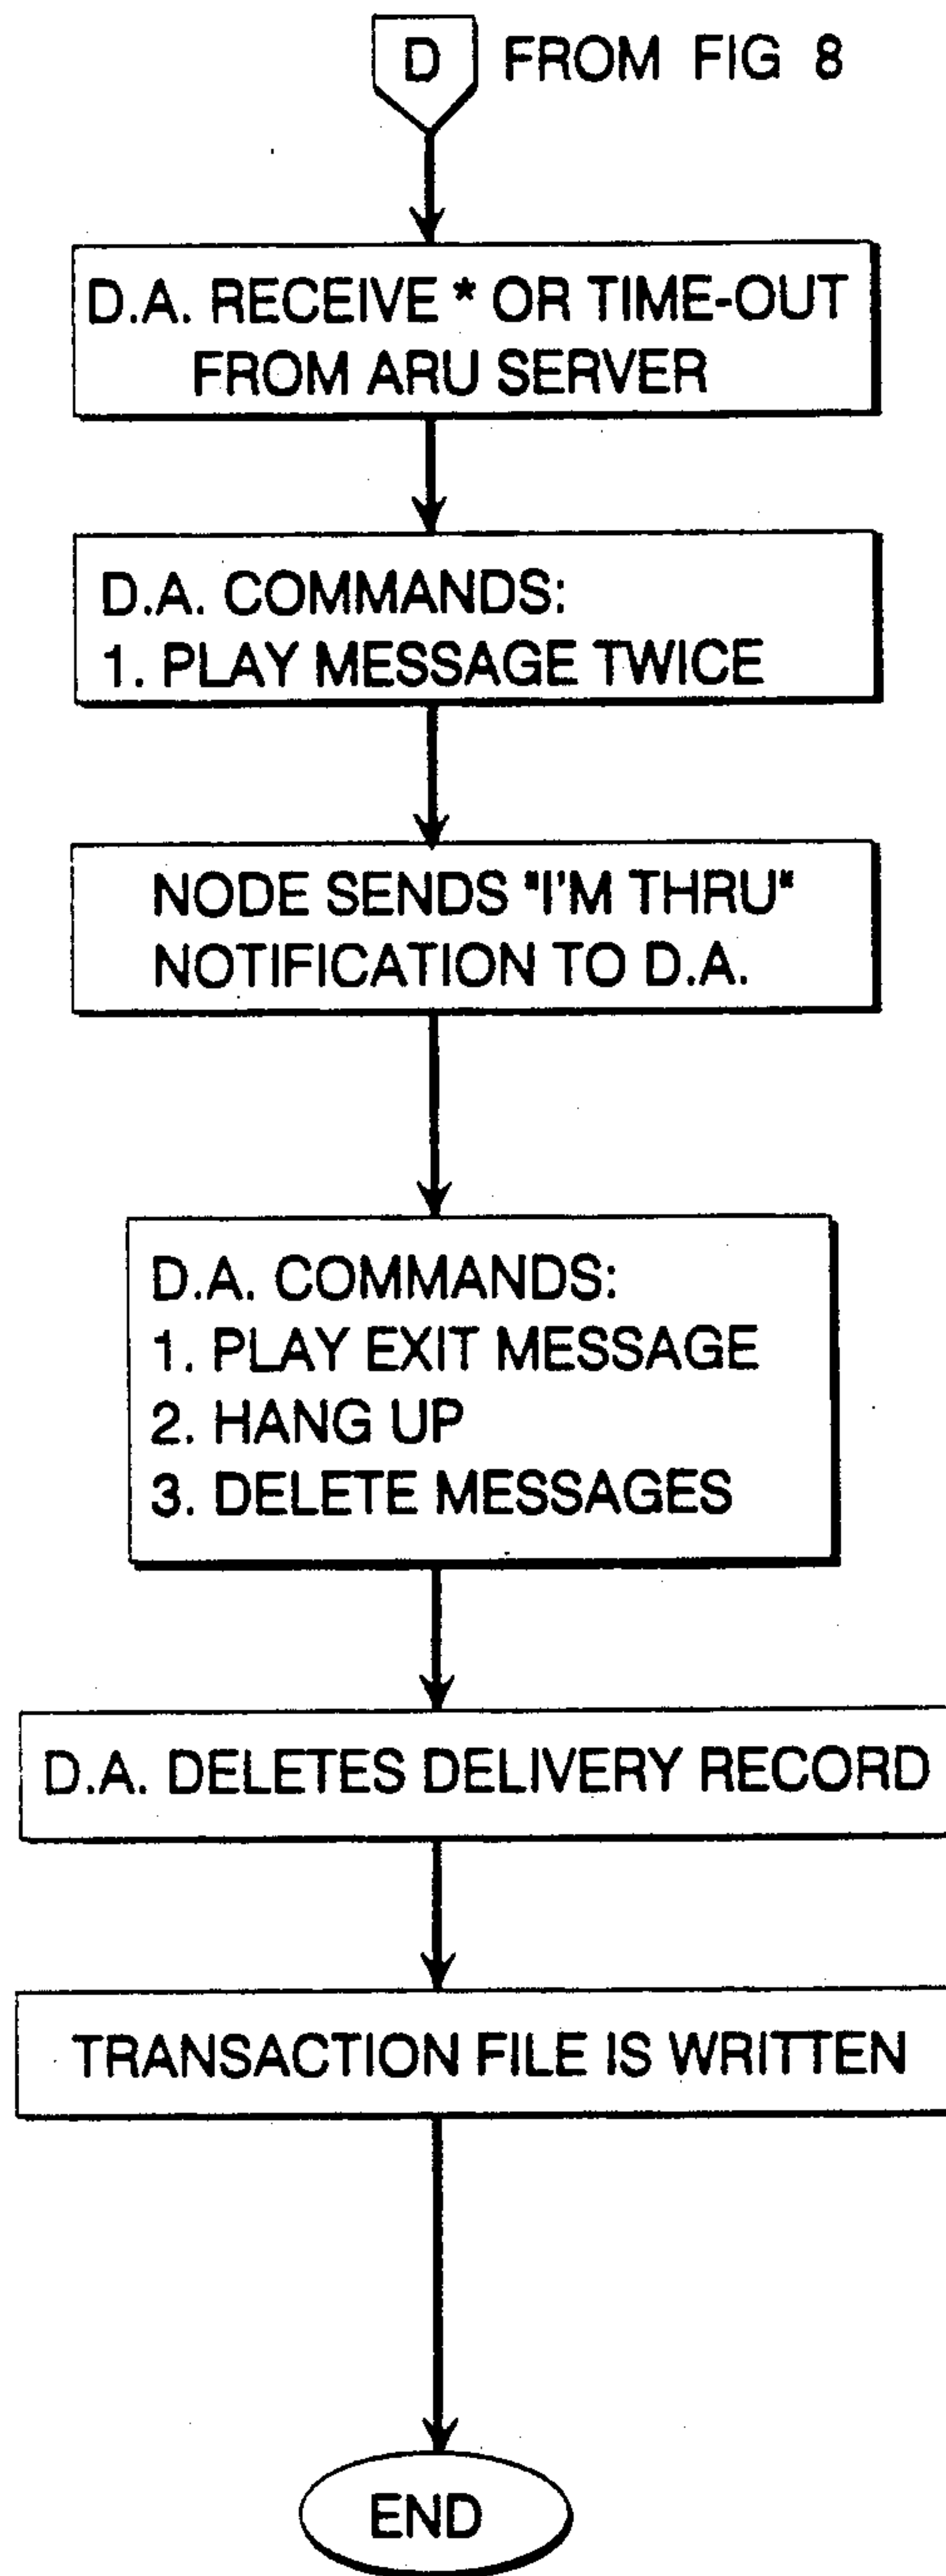 D FROM FIG 8
D.A. RECEIVE * OR TIME-OUT
FROM ARU SERVER
D.A. COMMANDS:
1. PLAY MESSAGE TWICE
NODE SENDS "I'M THRU"
NOTIFICATION TO D.A.
D.A. COMMANDS:
1. PLAY EXIT MESSAGE
2. HANG UP
3. DELETE MESSAGES
D.A. DELETES DELIVERY RECORD
TRANSACTION FILE IS WRITTEN
END